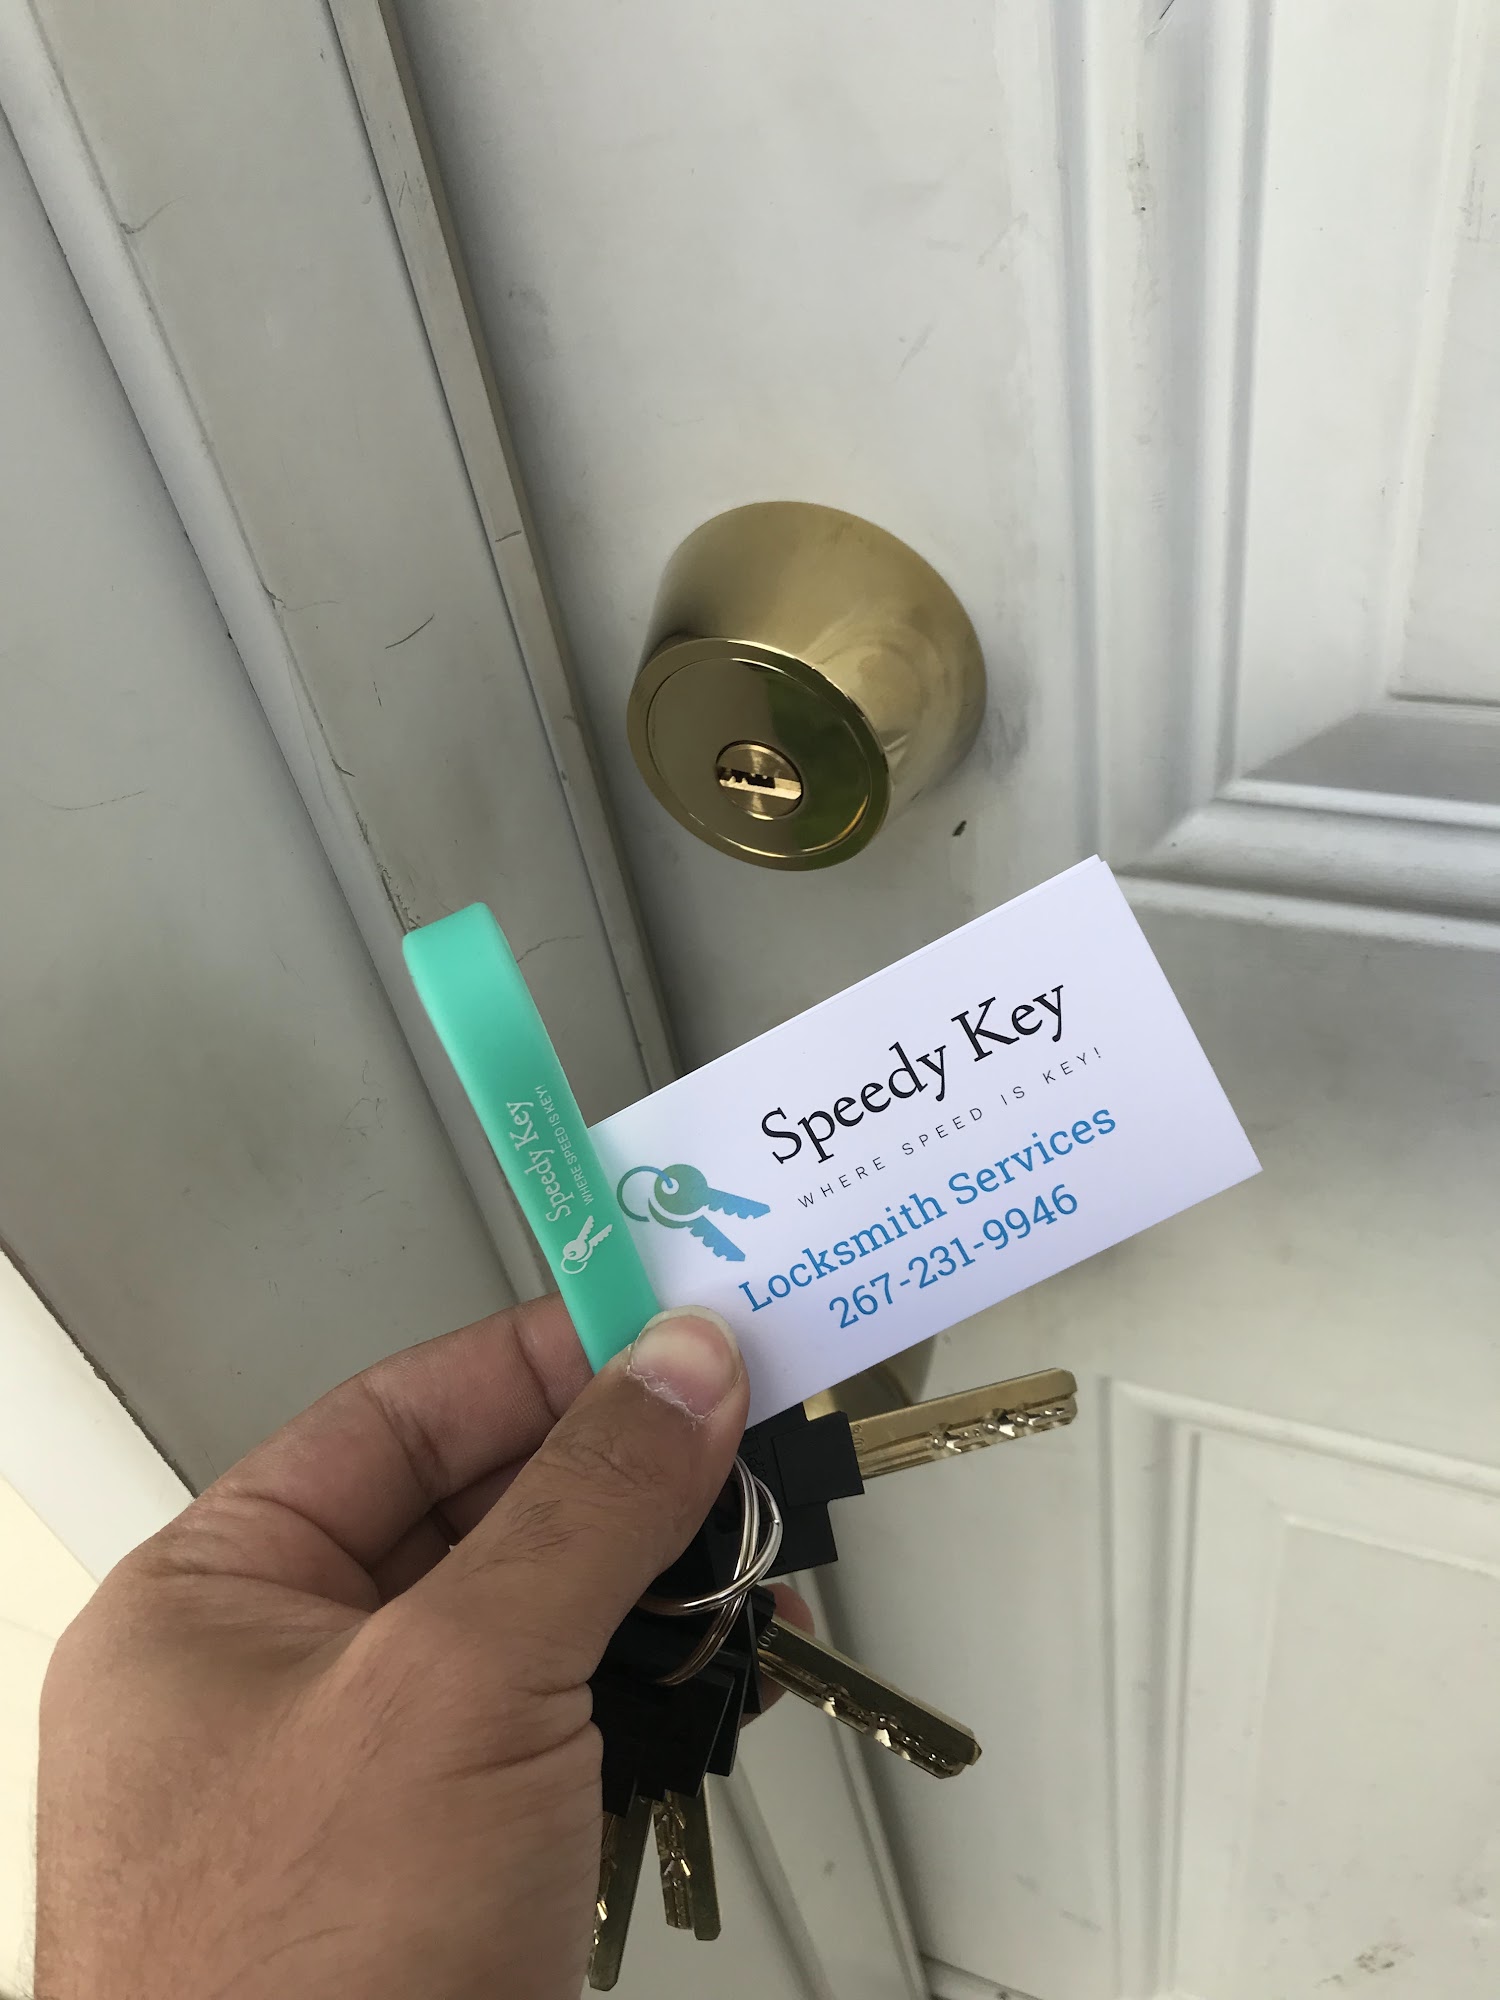 Speedy Key
WHERE SPEED IS KEY!
Speedy Key
WHERE SPEED IS KEY!
Locksmith Services
267-231-9946